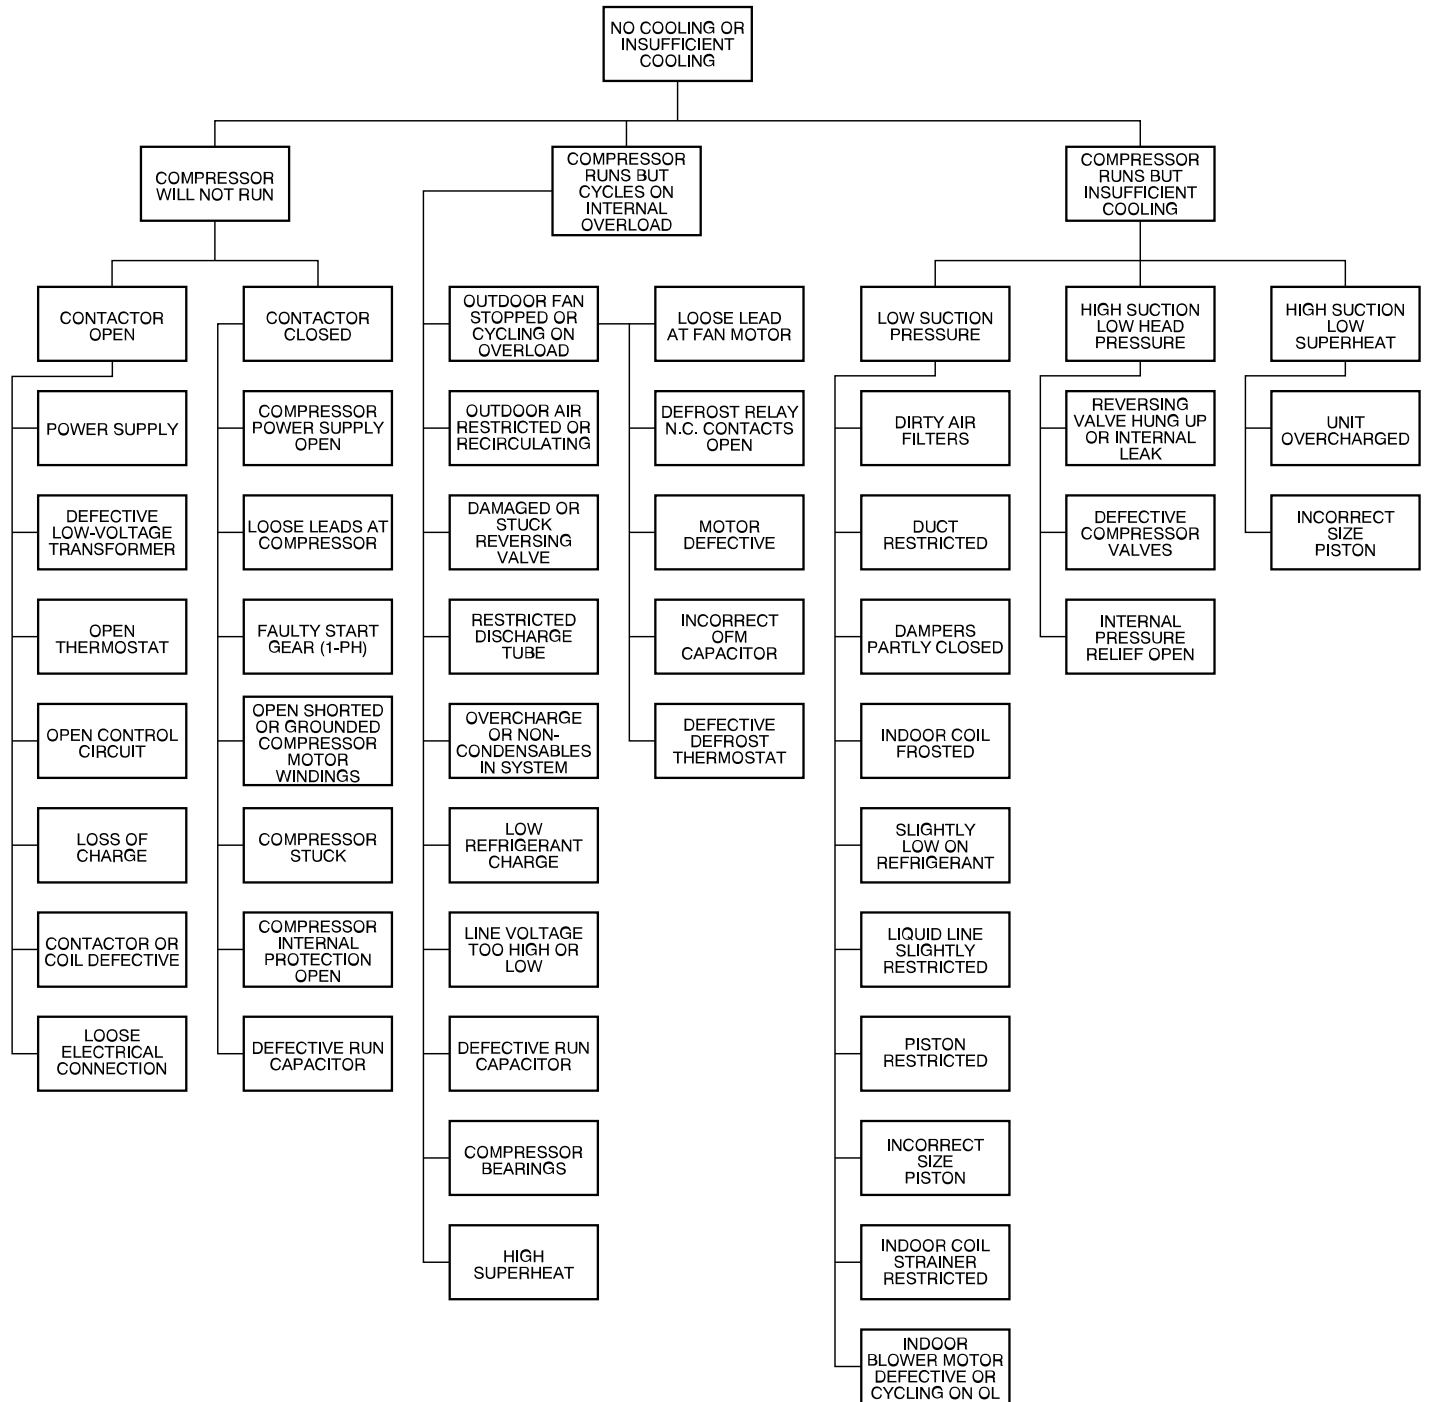 NO COOLING OR
INSUFFICIENT
COOLING
COMPRESSOR
WILL NOT RUN
COMPRESSOR
RUNS BUT
CYCLES ON
INTERNAL
OVERLOAD
COMPRESSOR
RUNS BUT
INSUFFICIENT
COOLING
CONTACTOR
OPEN
POWER SUPPLY
DEFECTIVE
LOW-VOLTAGE
TRANSFORMER
OPEN
THERMOSTAT
OPEN CONTROL
CIRCUIT
LOSS OF
CHARGE
CONTACTOR OR
COIL DEFECTIVE
LOOSE
ELECTRICAL
CONNECTION
CONTACTOR
CLOSED
COMPRESSOR
POWER SUPPLY
OPEN
LOOSE LEADS AT
COMPRESSOR
FAULTY START
GEAR (1-PH)
OPEN SHORTED
OR GROUNDED
COMPRESSOR
MOTOR
WINDINGS
COMPRESSOR
STUCK
COMPRESSOR
INTERNAL
PROTECTION
OPEN
DEFECTIVE RUN
CAPACITOR
OUTDOOR FAN
STOPPED OR
CYCLING ON
OVERLOAD
OUTDOOR AIR
RESTRICTED OR
RECIRCULATING
DAMAGED OR
STUCK
REVERSING
VALVE
RESTRICTED
DISCHARGE
TUBE
OVERCHARGE
OR NON-
CONDENSABLES
IN SYSTEM
LOW
REFRIGERANT
CHARGE
LINE VOLTAGE
TOO HIGH OR
LOW
DEFECTIVE RUN
CAPACITOR
COMPRESSOR
BEARINGS
HIGH
SUPERHEAT
LOOSE LEAD
AT FAN MOTOR
DEFROST RELAY
N.C. CONTACTS
OPEN
MOTOR
DEFECTIVE
INCORRECT
OFM
CAPACITOR
DEFECTIVE
DEFROST
THERMOSTAT
LOW SUCTION
PRESSURE
DIRTY AIR
FILTERS
DUCT
RESTRICTED
DAMPERS
PARTLY CLOSED
INDOOR COIL
FROSTED
SLIGHTLY
LOW ON
REFRIGERANT
LIQUID LINE
SLIGHTLY
RESTRICTED
PISTON
RESTRICTED
INCORRECT
SIZE
PISTON
INDOOR COIL
STRAINER
RESTRICTED
INDOOR
BLOWER MOTOR
DEFECTIVE OR
CYCLING ON OL
HIGH SUCTION
LOW HEAD
PRESSURE
REVERSING
VALVE HUNG UP
OR INTERNAL
LEAK
DEFECTIVE
COMPRESSOR
VALVES
INTERNAL
PRESSURE
RELIEF OPEN
HIGH SUCTION
LOW
SUPERHEAT
UNIT
OVERCHARGED
INCORRECT
SIZE
PISTON